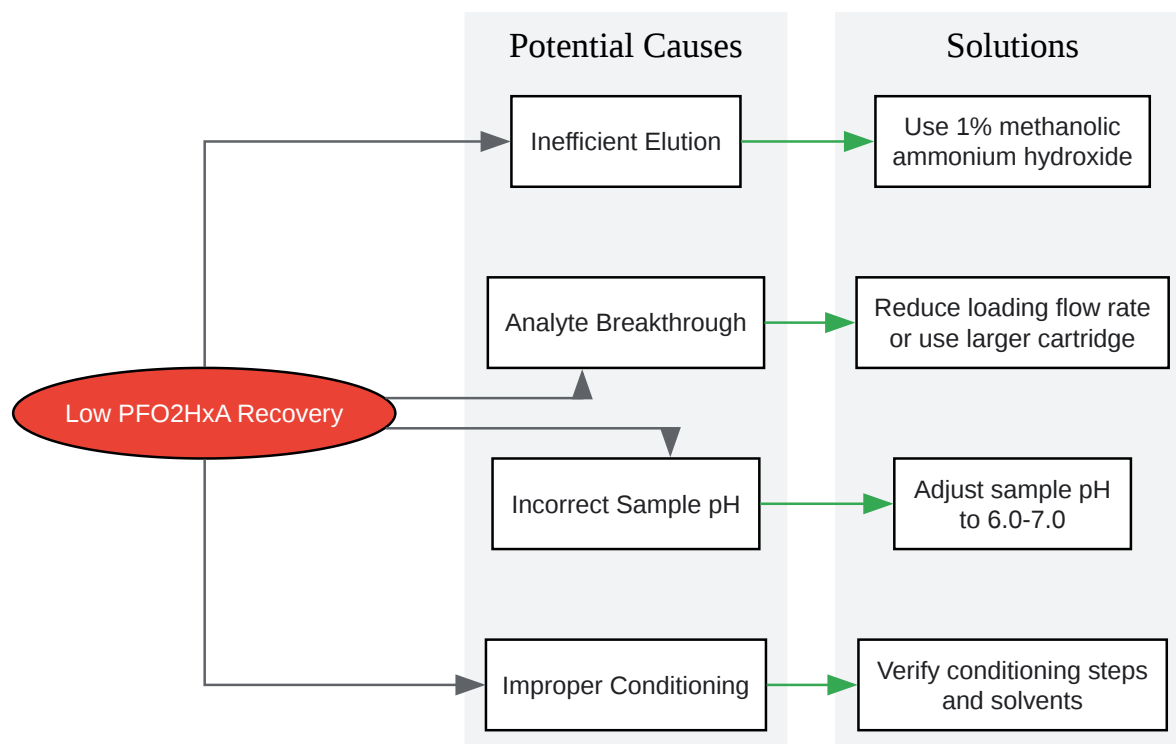 Potential Causes
Solutions
Inefficient Elution
Use 1% methanolic
ammonium hydroxide
Analyte Breakthrough
Reduce loading flow rate
or use larger cartridge
Low PFO2HxA Recovery
Incorrect Sample pH
Adjust sample pH
to 6.0-7.0
Improper Conditioning
Verify conditioning steps
and solvents